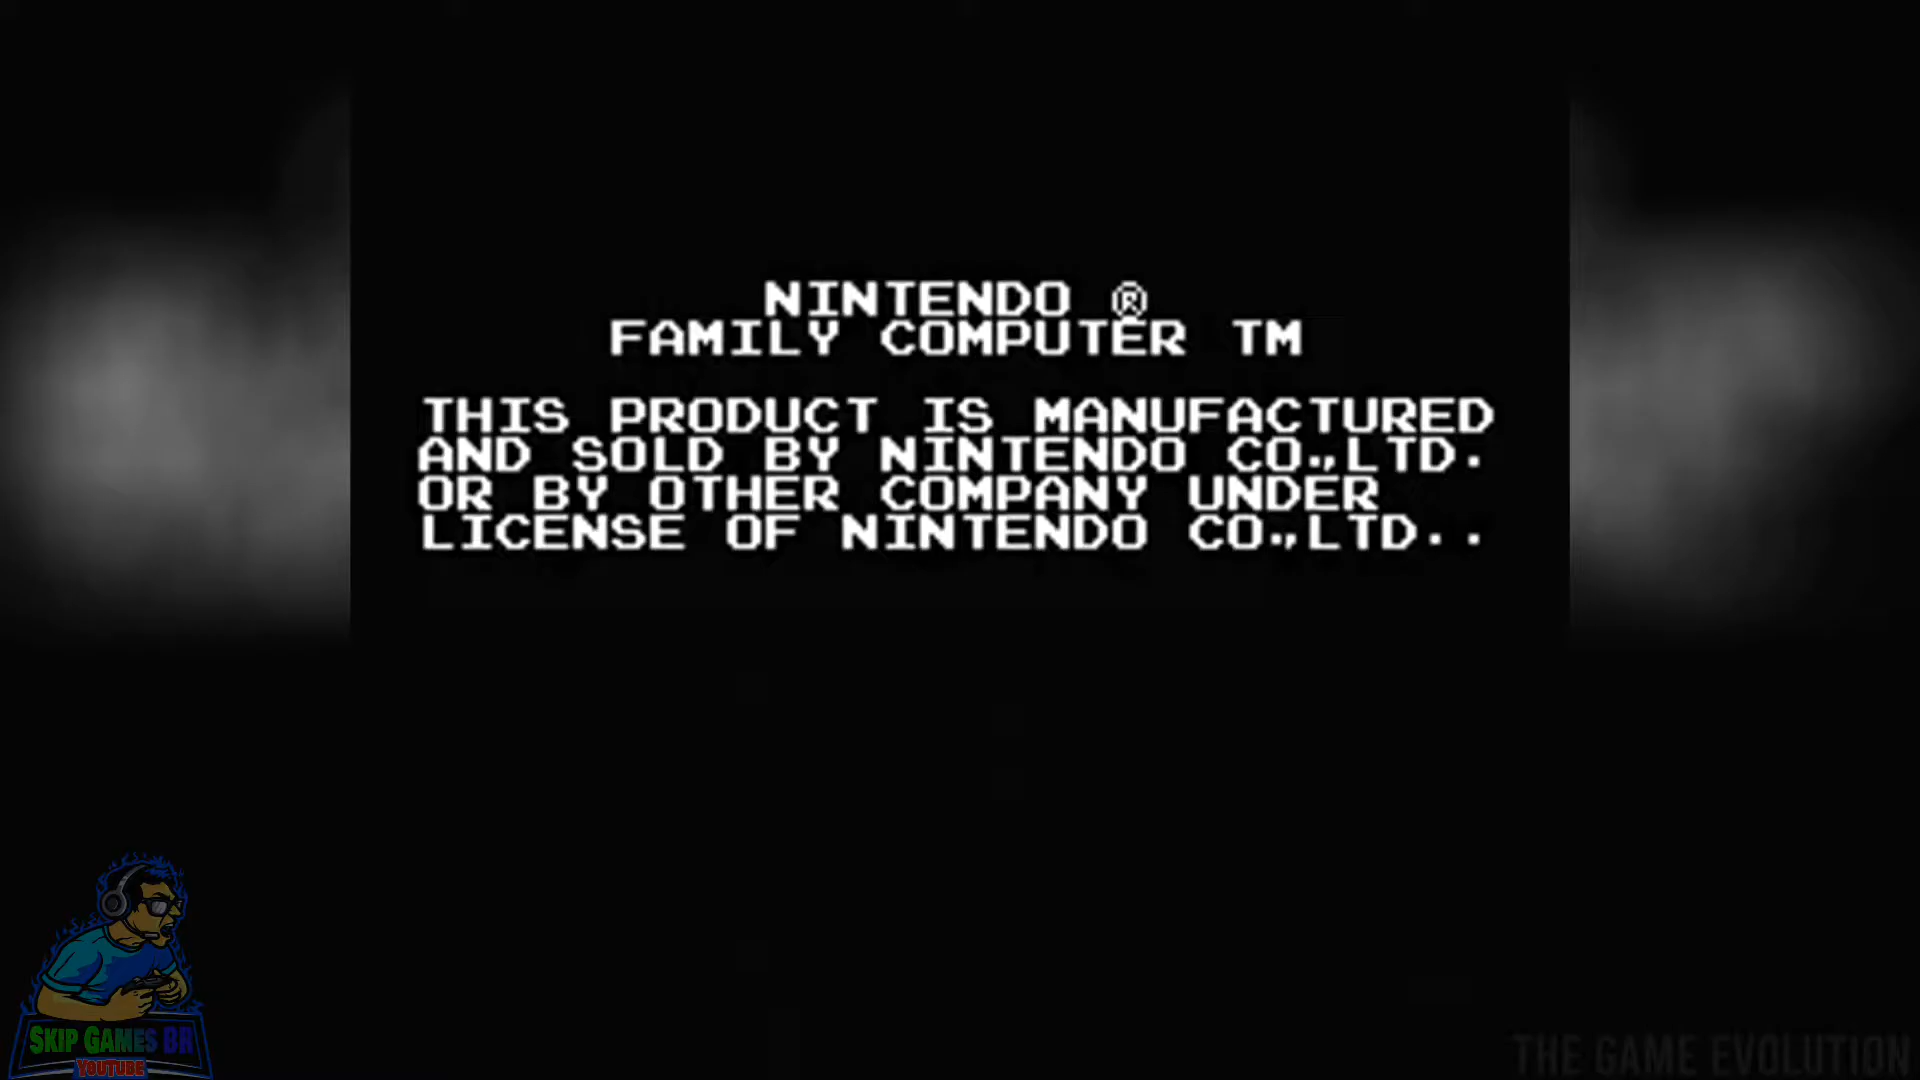 NINTENDO ®
FAMILY COMPUTER TM
THIS PRODUCT IS MANUFACTURED
AND SOLD BY NINTENDO CO.,LTD.
OR BY OTHER COMPANY UNDER
LICENSE OF NINTENDO CO.,LTD..
SKIP GAMES BR
YOUTUBE
THE GAME EVOLUTION